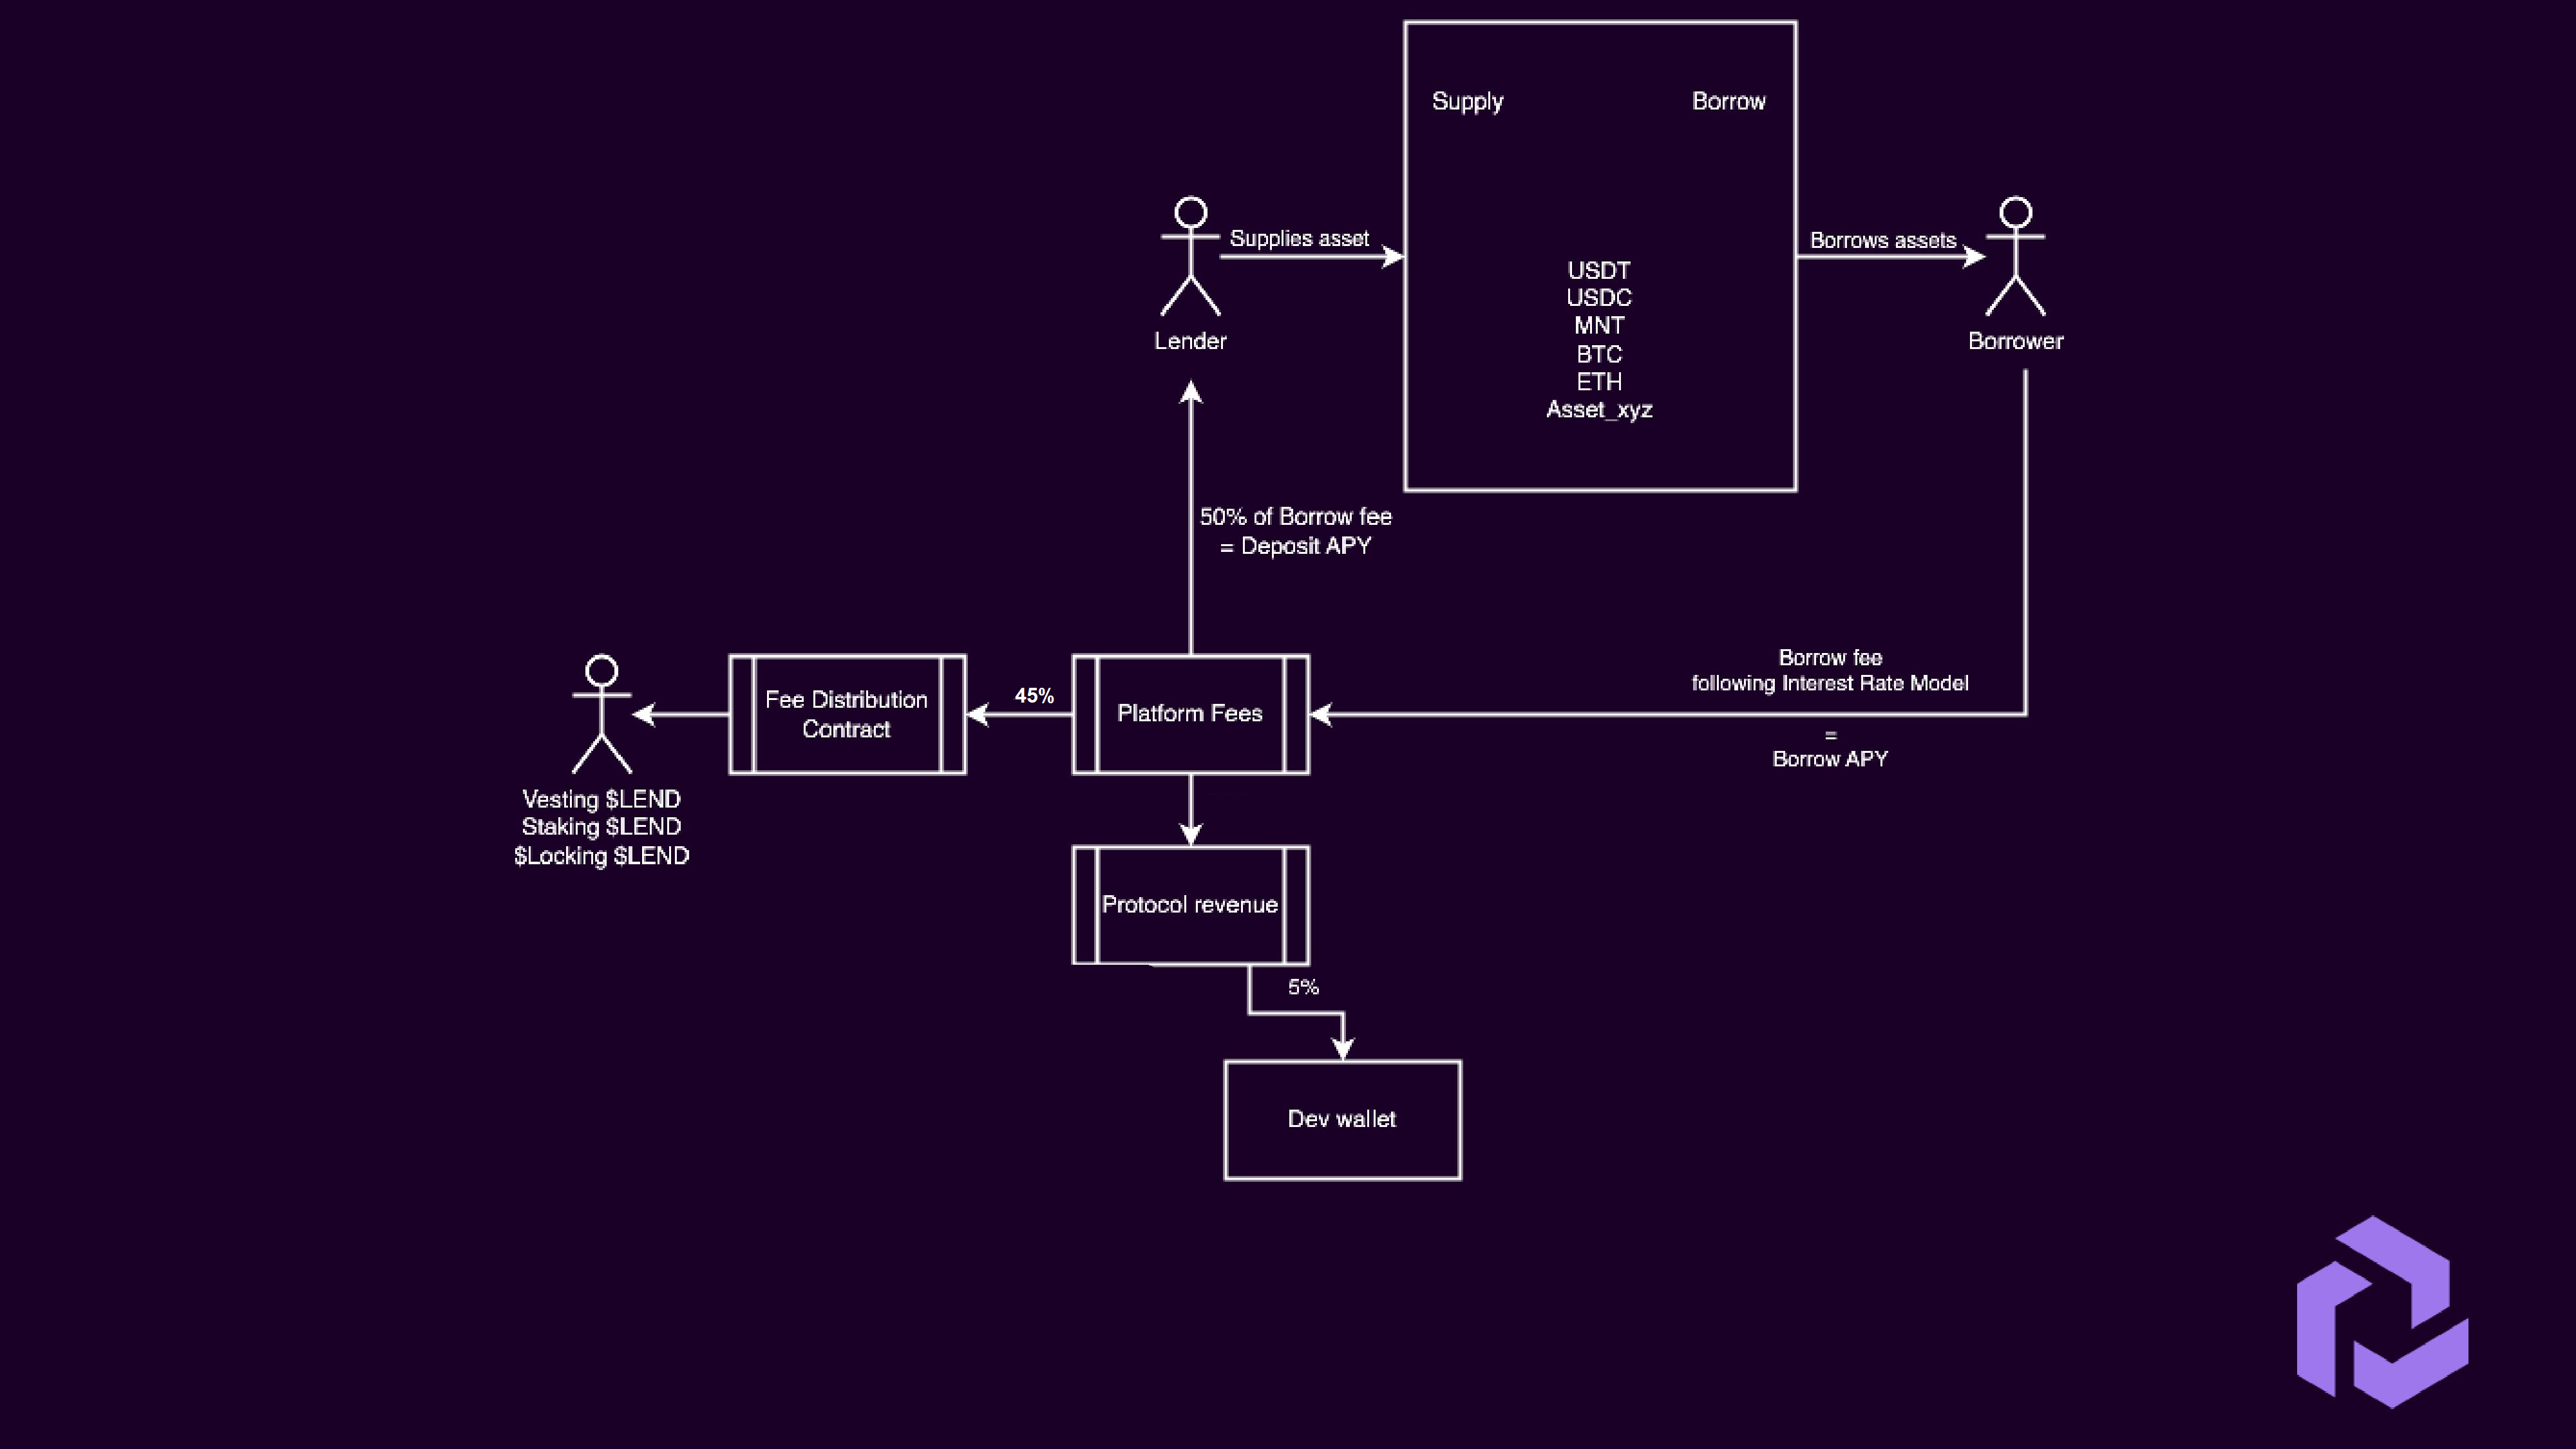 Supply
Borrow
Supplies asset
Borrows assets
USDT
USDC
MNT
BTC
ETH
Asset_xyz
Lender
Borrower
50% of Borrow fee
= Deposit APY
Borrow fee
following Interest Rate Model
=
Borrow APY
Fee Distribution
Contract
45%
Platform Fees
Vesting $LEND
Staking $LEND
$Locking $LEND
Protocol revenue
5%
Dev wallet